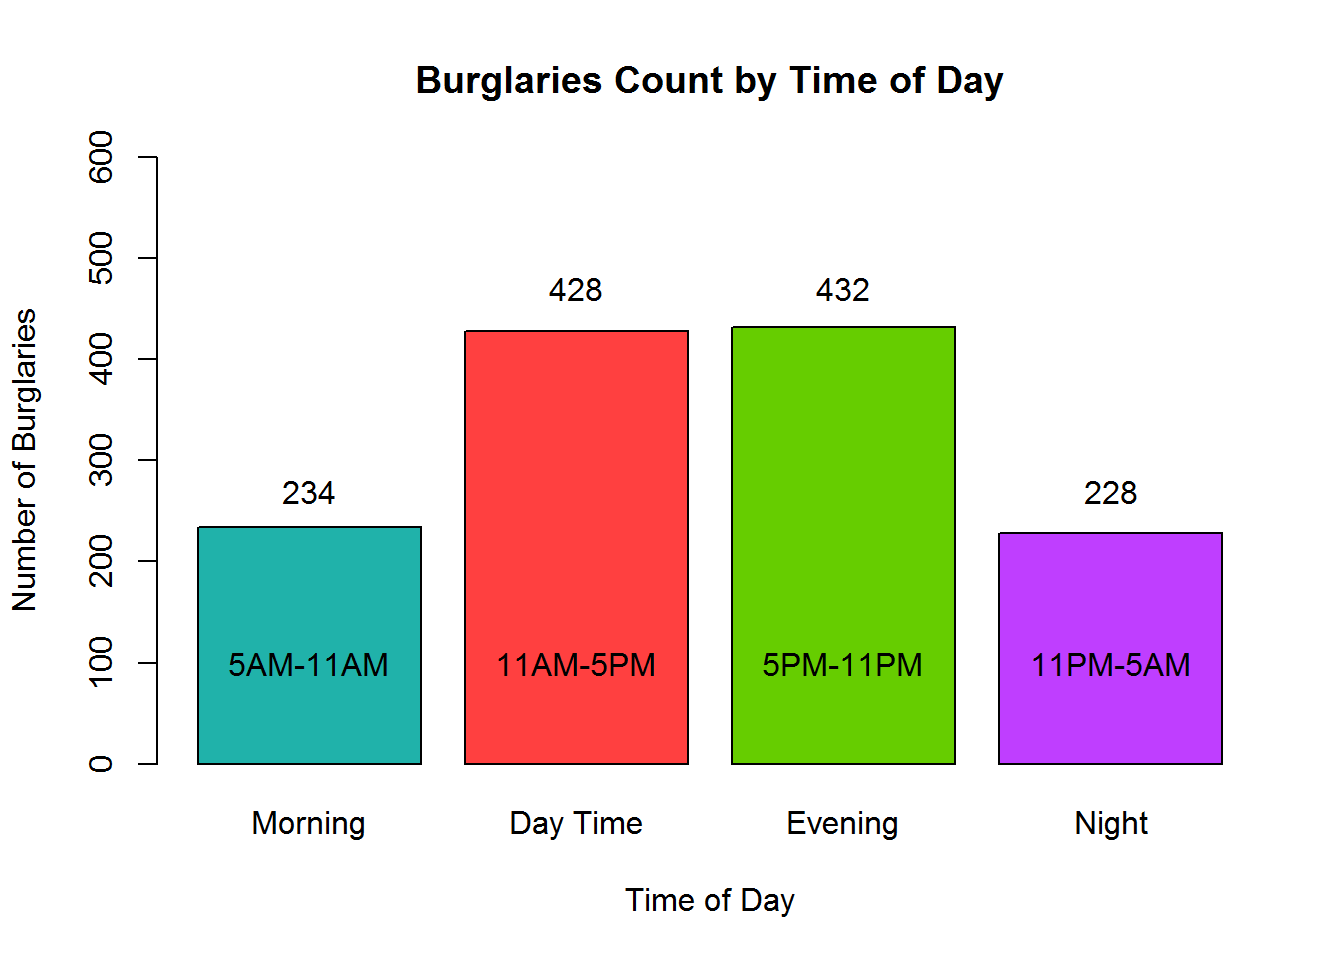 Burglaries Count by Time of Day
Number of Burglaries
600
500
400
300
200
100
0
234
428
432
228
5AM-11AM
11AM-5PM
5PM-11PM
11PM-5AM
Morning
Day Time
Evening
Night
Time of Day